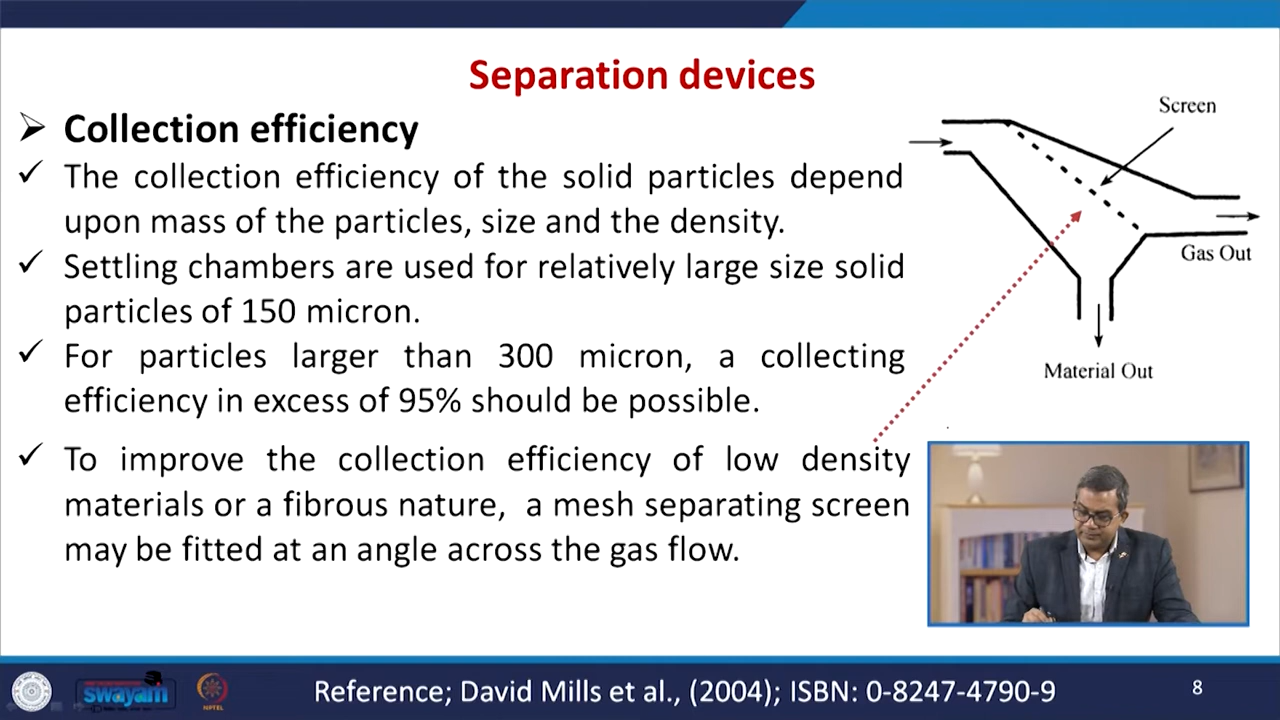 Separation devices
➢ Collection efficiency
✓ The collection efficiency of the solid particles depend
upon mass of the particles, size and the density.
✓ Settling chambers are used for relatively large size solid
particles of 150 micron.
✓ For particles larger than 300 micron, a collecting
efficiency in excess of 95% should be possible.
✓ To improve the collection efficiency of low density
materials or a fibrous nature, a mesh separating screen
may be fitted at an angle across the gas flow.
Screen
Gas Out
Material Out
swayam
NPTEL
Reference; David Mills et al., (2004); ISBN: 0-8247-4790-9
8